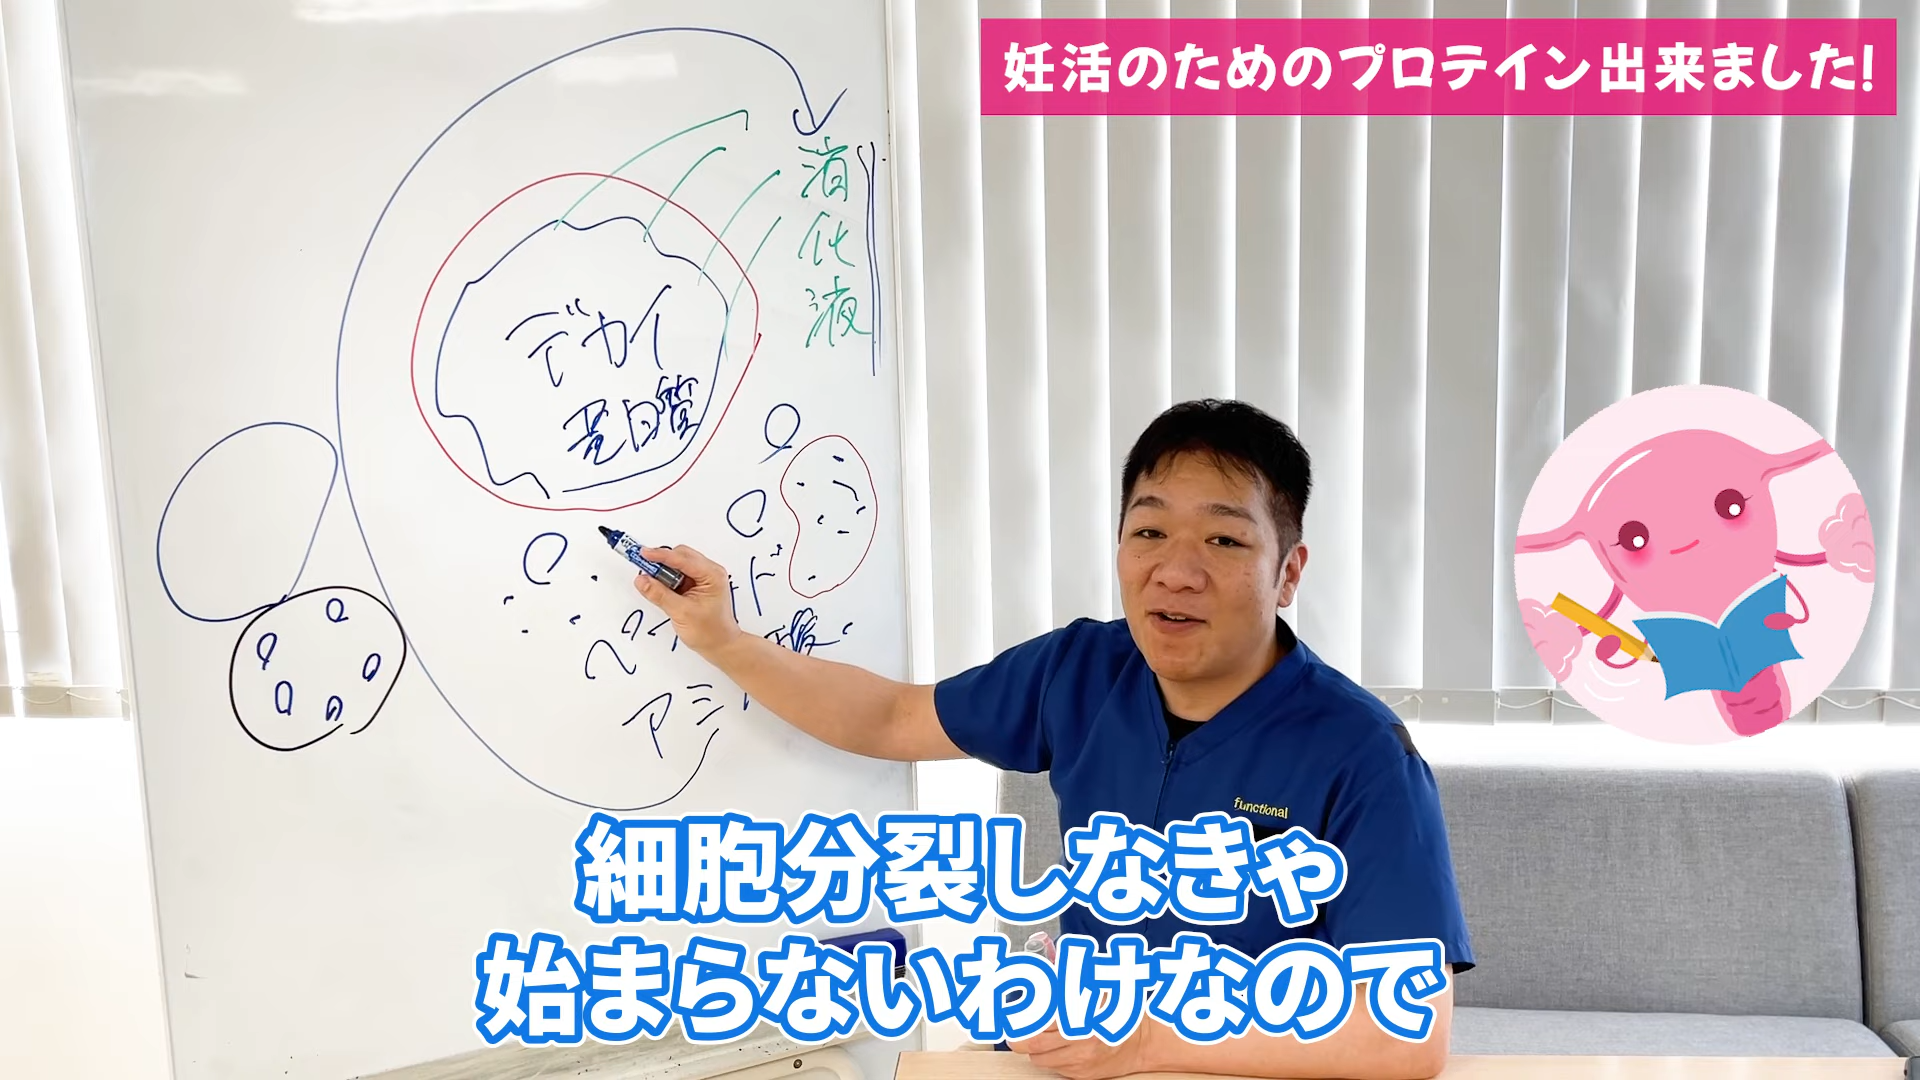 妊活のためのプロテイン出来ました!
消化液
デカイ
蛋白質
functional
細胞分裂しなきゃ
始まらないわけなので